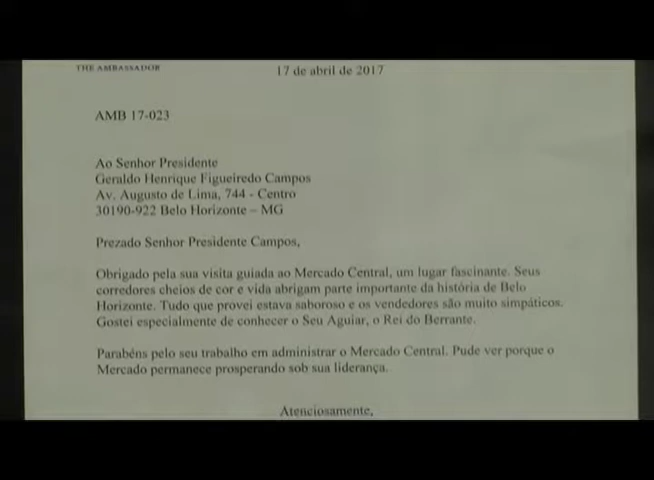 THE AMBASSADOR
17 de abril de 2017
AMB 17-023
Ao Senhor Presidente
Geraldo Henrique Figueiredo Campos
Av. Augusto de Lima, 744 - Centro
30190-922 Belo Horizonte – MG
Prezado Senhor Presidente Campos,
Obrigado pela sua visita guiada ao Mercado Central, um lugar fascinante. Seus
corredores cheios de cor e vida abrigam parte importante da história de Belo
Horizonte. Tudo que provei estava saboroso e os vendedores são muito simpáticos.
Gostei especialmente de conhecer o Seu Aguiar, o Rei do Berrante.
Parabéns pelo seu trabalho em administrar o Mercado Central. Pude ver porque o
Mercado permanece prosperando sob sua liderança.
Atenciosamente,